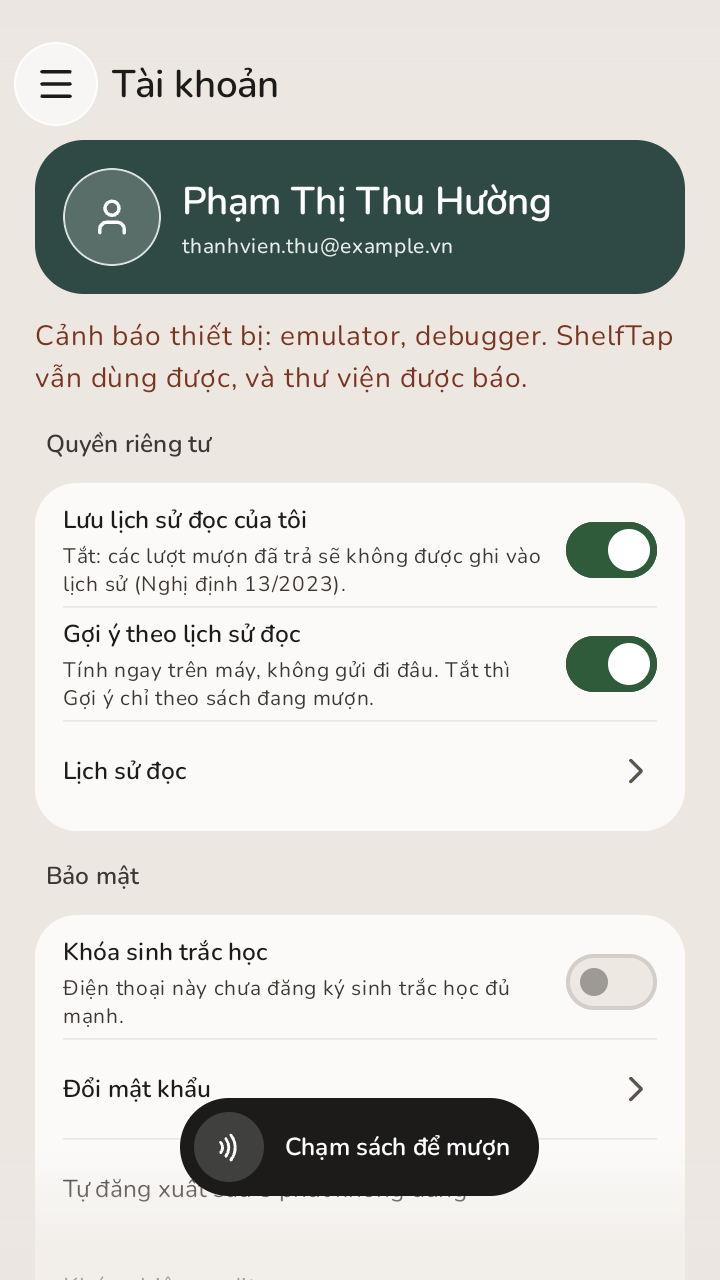 Tài khoản
Phạm Thị Thu Hường
thanhvien.thu@example.vn
Cảnh báo thiết bị: emulator, debugger. ShelfTap
vẫn dùng được, và thư viện được báo.
Quyền riêng tư
Lưu lịch sử đọc của tôi
Tắt: các lượt mượn đã trả sẽ không được ghi vào
lịch sử (Nghị định 13/2023).
Gợi ý theo lịch sử đọc
Tính ngay trên máy, không gửi đi đâu. Tắt thì
Gợi ý chỉ theo sách đang mượn.
Lịch sử đọc
Bảo mật
Khóa sinh trắc học
Điện thoại này chưa đăng ký sinh trắc học đủ
mạnh.
Đổi mật khẩu
Chạm sách để mượn
Tự đăng xuất